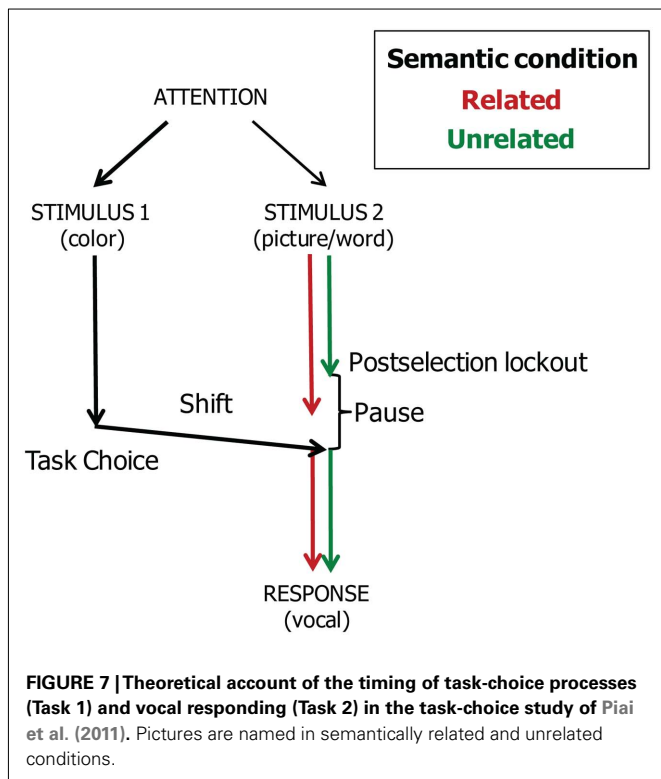 Semantic condition
Related
Unrelated
ATTENTION
STIMULUS 1
(color)
STIMULUS 2
(picture/word)
Postselection lockout
Shift
Pause
Task Choice
RESPONSE
(vocal)
FIGURE 7 | Theoretical account of the timing of task-choice processes
(Task 1) and vocal responding (Task 2) in the task-choice study of Piai
et al. (2011). Pictures are named in semantically related and unrelated
conditions.